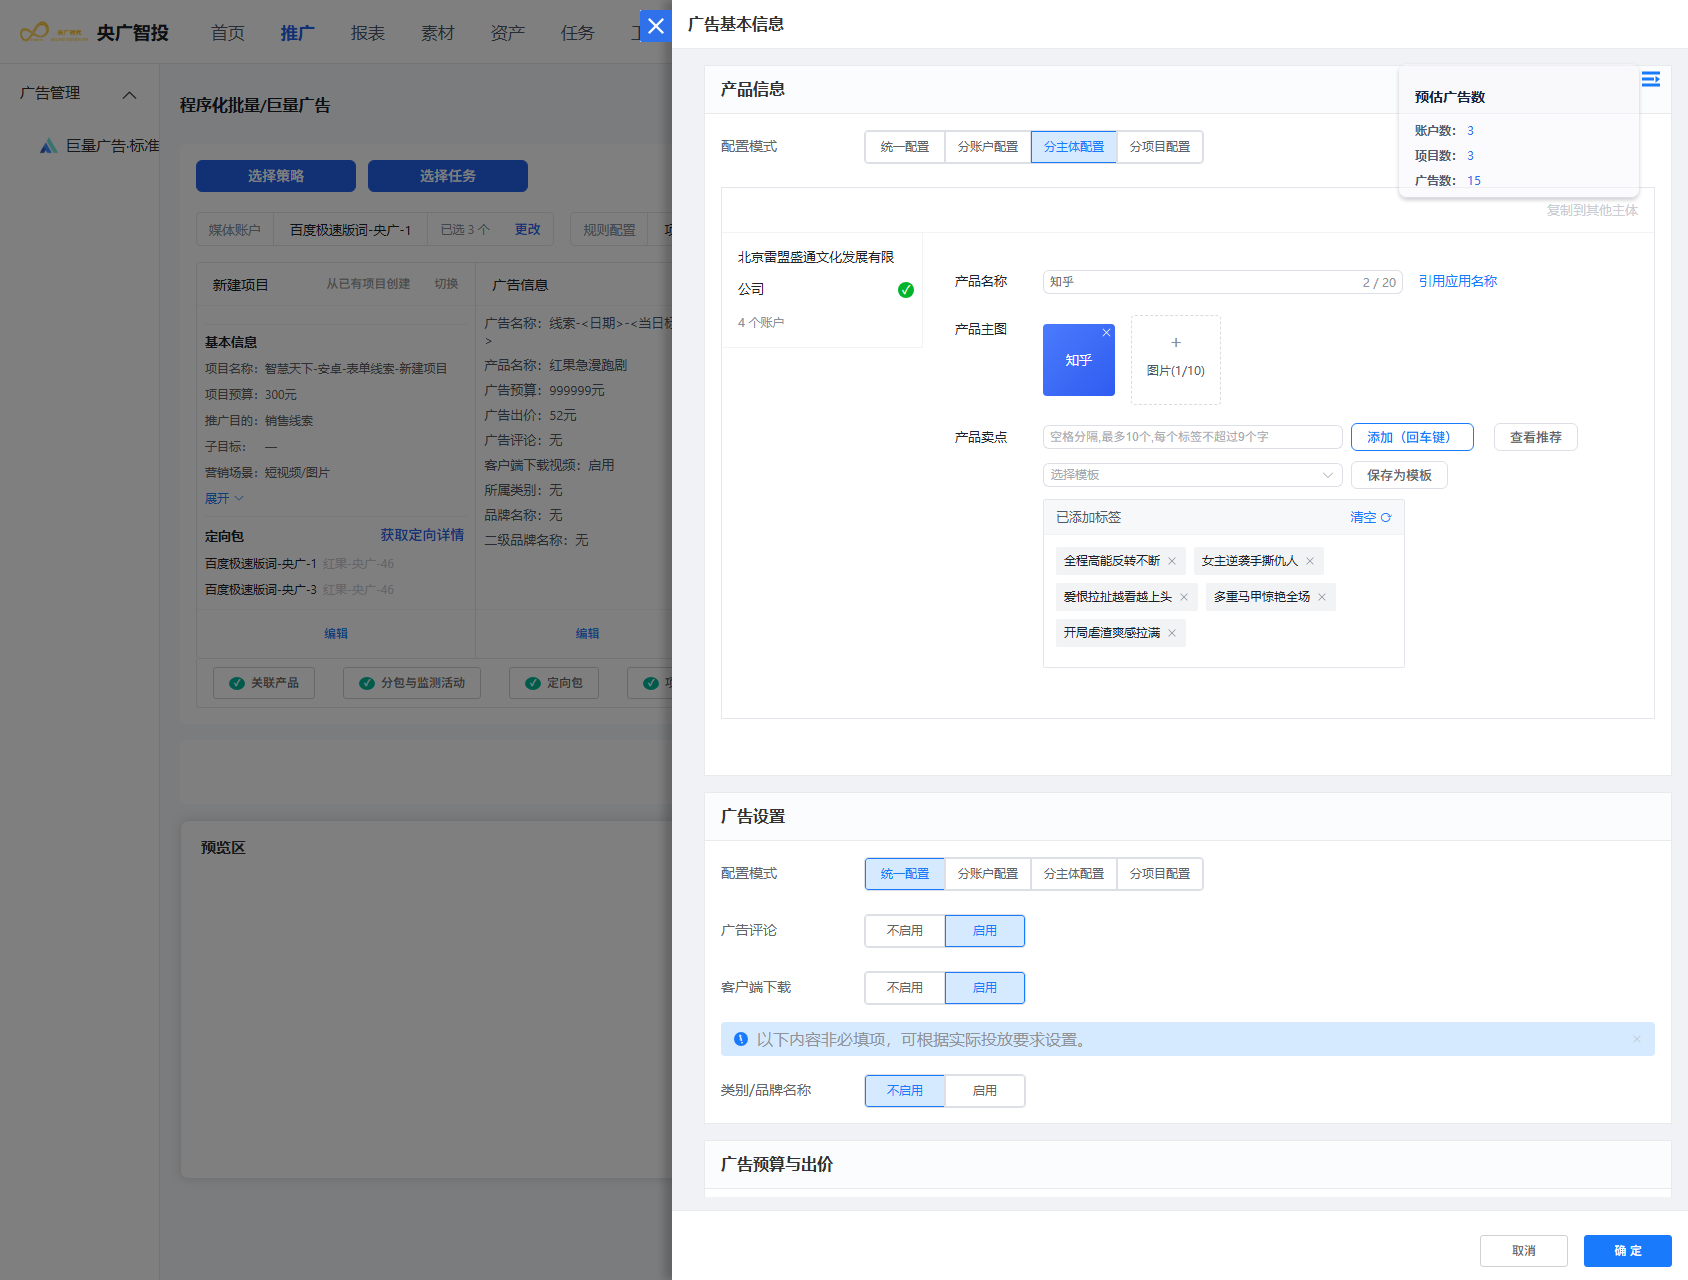 央广智投
首页
推广
报表
素材
资产
任务
广告管理
巨量广告·标准
程序化批量/巨量广告
选择策略
选择任务
媒体账户
百度极速版词-央广-1
已选 3 个
更改
规则配置
新建项目
从已有项目创建
切换
广告信息
基本信息
项目名称：智慧天下-安卓-表单线索-新建项目
项目预算：300元
推广目的：销售线索
子目标：—
营销场景：短视频/图片
展开
定向包
获取定向详情
百度极速版词-央广-1 红果-央广-46
百度极速版词-央广-3 红果-央广-46
编辑
广告名称：线索-<日期>-<当日标
>
产品名称：红果急漫跑剧
广告预算：999999元
广告出价：52元
广告评论：无
客户端下载视频：启用
所属类别：无
品牌名称：无
二级品牌名称：无
编辑
关联产品
分包与监测活动
定向包
预览区
广告基本信息
产品信息
预估广告数
账户数： 3
项目数： 3
广告数： 15
配置模式
统一配置
分账户配置
分主体配置
分项目配置
复制到其他主体
北京雷盟盛通文化发展有限
公司
4 个账户
产品名称
知乎
2 / 20
引用应用名称
产品主图
知乎
+
图片(1/10)
产品卖点
空格分隔,最多10个,每个标签不超过9个字
添加（回车键）
查看推荐
选择模板
保存为模板
已添加标签
清空
全程高能反转不断
女主逆袭手撕仇人
爱恨拉扯越看越上头
多重马甲惊艳全场
开局虐渣爽感拉满
广告设置
配置模式
统一配置
分账户配置
分主体配置
分项目配置
广告评论
不启用
启用
客户端下载
不启用
启用
以下内容非必填项，可根据实际投放要求设置。
类别/品牌名称
不启用
启用
广告预算与出价
取消
确 定